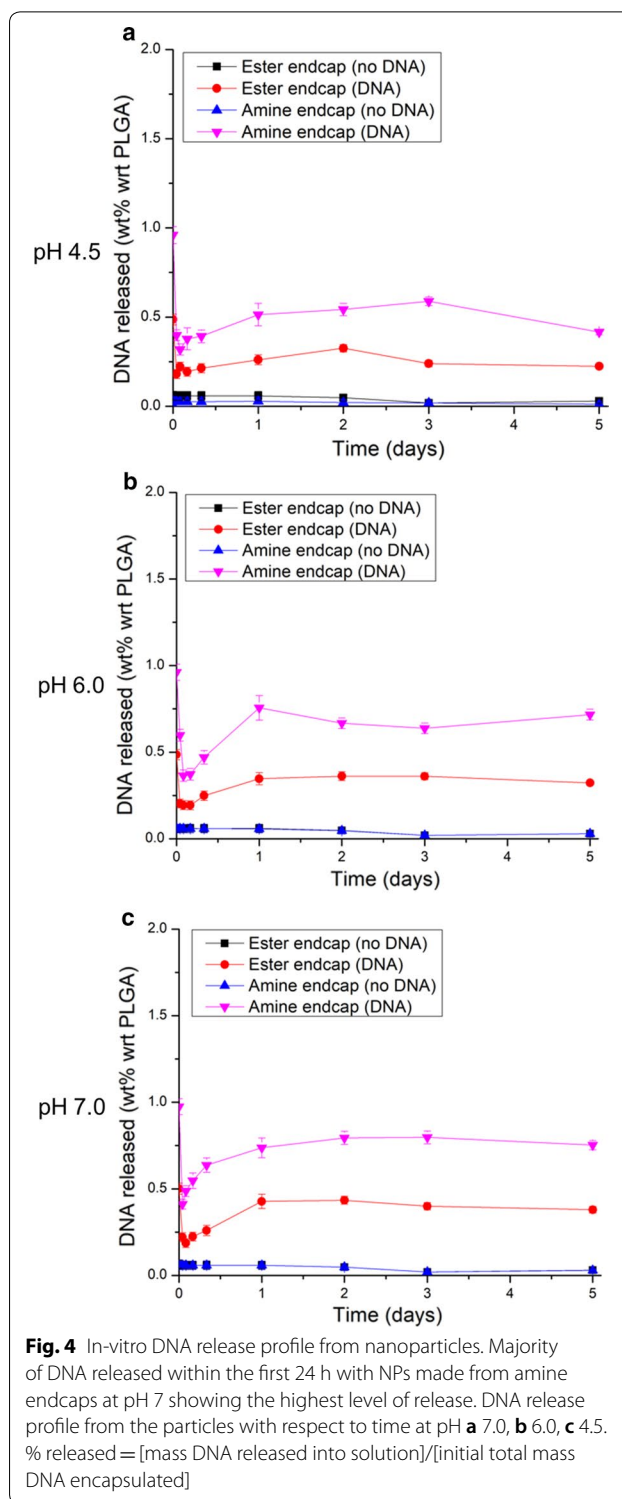 a
2.0
Ester endcap (no DNA)
Ester endcap (DNA)
Amine endcap (no DNA)
Amine endcap (DNA)
1.5
1.0
0.5
0.0
DNA released (wt% wrt PLGA)
pH 4.5
0 1 2 3 4 5
Time (days)
b
2.0
Ester endcap (no DNA)
Ester endcap (DNA)
Amine endcap (no DNA)
Amine endcap (DNA)
1.5
1.0
0.5
0.0
DNA released (wt% wrt PLGA)
pH 6.0
0 1 2 3 4 5
Time (days)
c
2.0
Ester endcap (no DNA)
Ester endcap (DNA)
Amine endcap (no DNA)
Amine endcap (DNA)
1.5
1.0
0.5
0.0
DNA released (wt% wrt PLGA)
pH 7.0
0 1 2 3 4 5
Time (days)
Fig. 4 In-vitro DNA release profile from nanoparticles. Majority
of DNA released within the first 24 h with NPs made from amine
endcaps at pH 7 showing the highest level of release. DNA release
profile from the particles with respect to time at pH a 7.0, b 6.0, c 4.5.
% released = [mass DNA released into solution]/[initial total mass
DNA encapsulated]